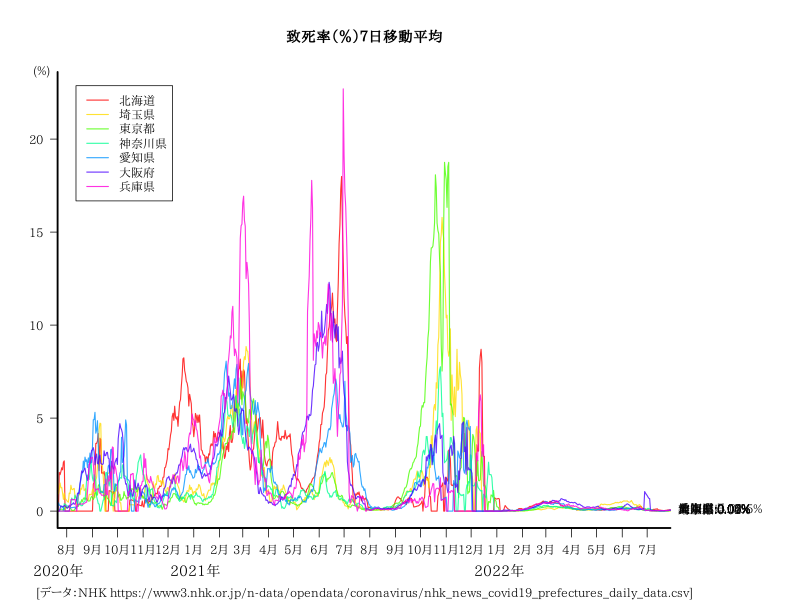 致死率(%)7日移動平均
(%)
北海道
埼玉県
東京都
神奈川県
愛知県
大阪府
兵庫県
20
15
10
5
0
8月 9月 10月 11月 12月 1月 2月 3月 4月 5月 6月 7月 8月 9月 10月 11月 12月 1月 2月 3月 4月 5月 6月 7月
2020年 2021年 2022年
[データ:NHK https://www3.nhk.or.jp/n-data/opendata/coronavirus/nhk_news_covid19_prefectures_daily_data.csv]